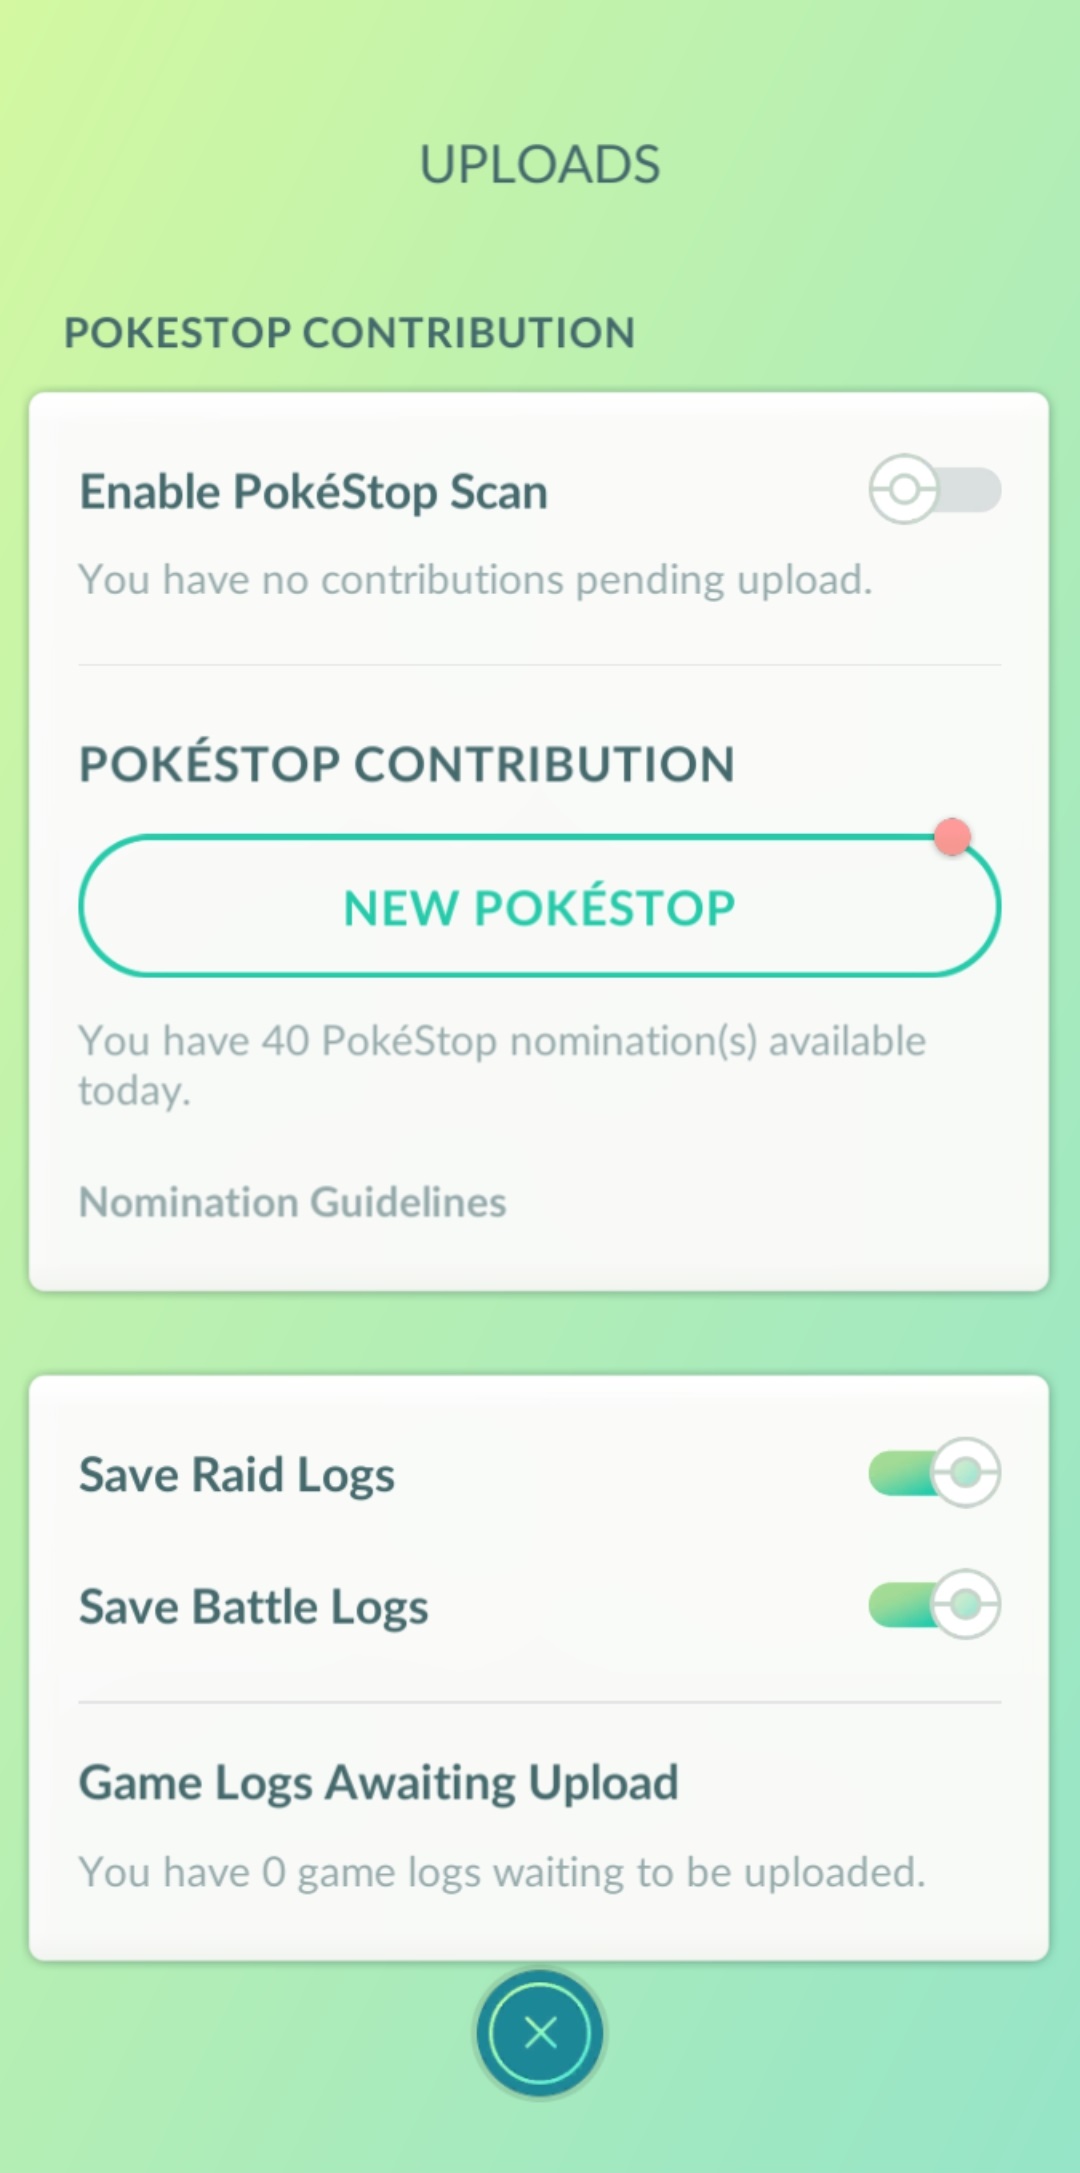 UPLOADS
POKESTOP CONTRIBUTION
Enable PokéStop Scan
You have no contributions pending upload.
POKÉSTOP CONTRIBUTION
NEW POKÉSTOP
You have 40 PokéStop nomination(s) available
today.
Nomination Guidelines
Save Raid Logs
Save Battle Logs
Game Logs Awaiting Upload
You have 0 game logs waiting to be uploaded.